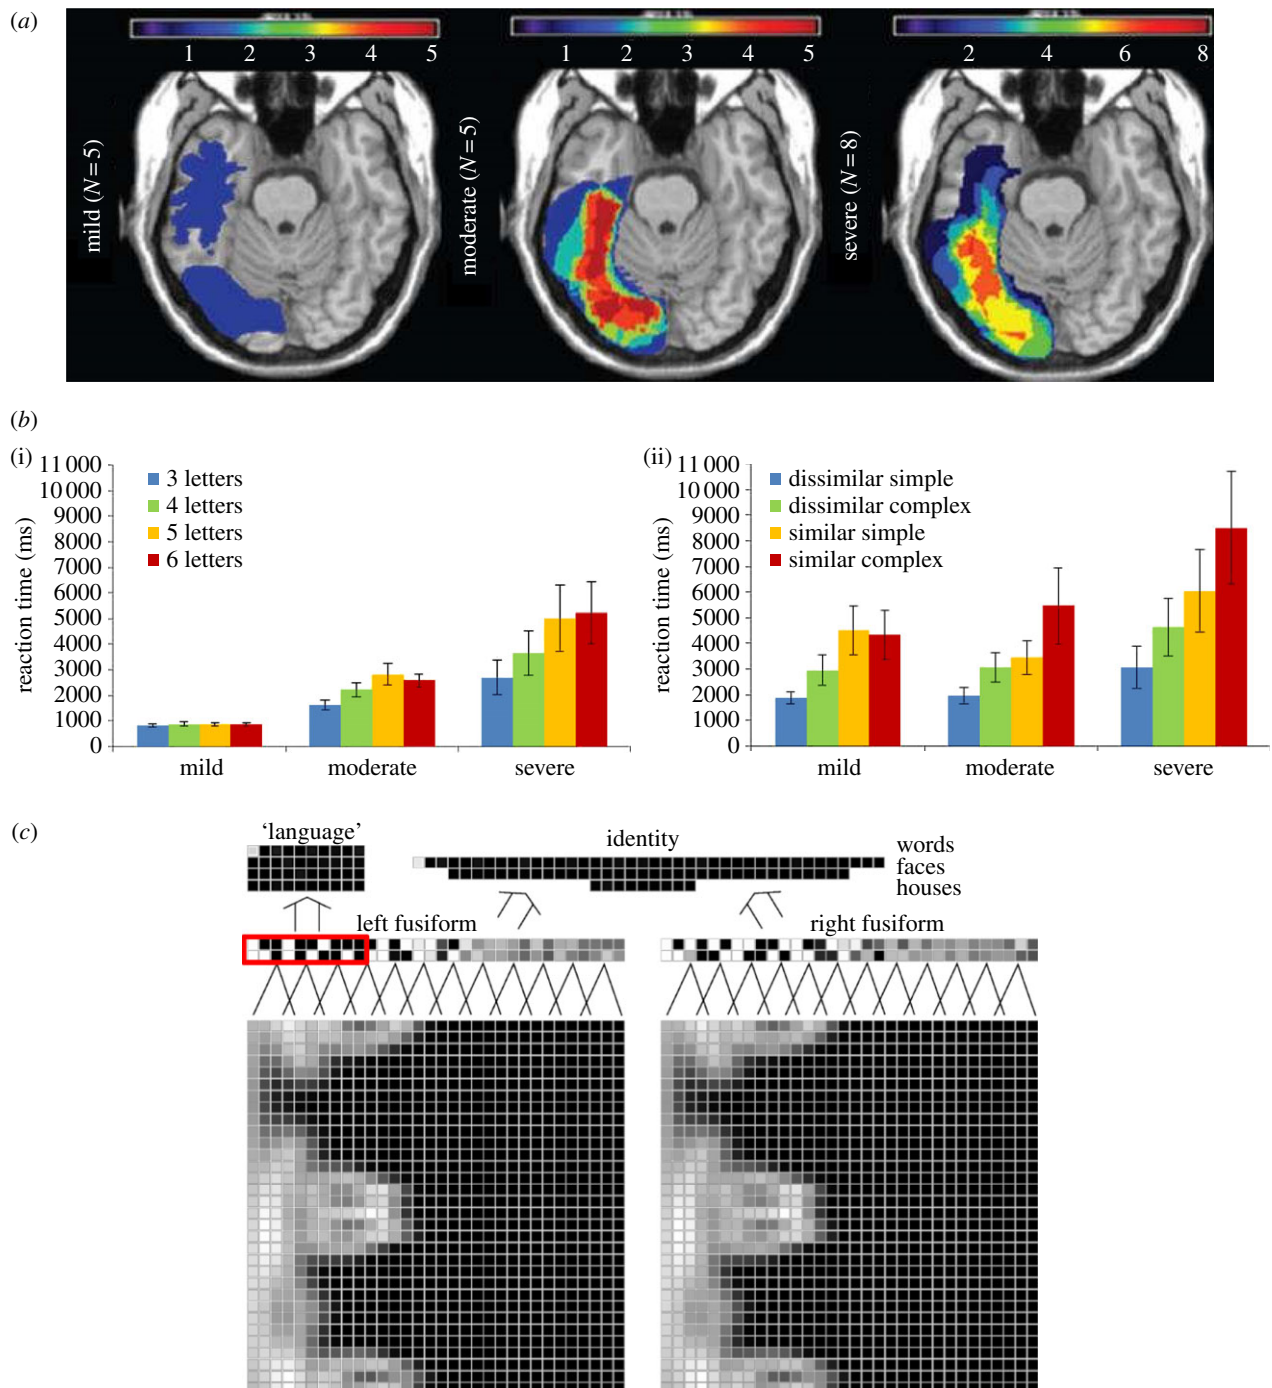 (a)
1 2 3 4 5
1 2 3 4 5
2 4 6 8
mild (N = 5)
moderate (N = 5)
severe (N = 8)
(b)
(i)
11 000
10 000
9000
8000
7000
6000
5000
4000
3000
2000
1000
0
reaction time (ms)
3 letters
4 letters
5 letters
6 letters
mild moderate severe
(ii)
11 000
10 000
9000
8000
7000
6000
5000
4000
3000
2000
1000
0
reaction time (ms)
dissimilar simple
dissimilar complex
similar simple
similar complex
mild moderate severe
(c)
‘language’
identity
words
faces
houses
left fusiform
right fusiform